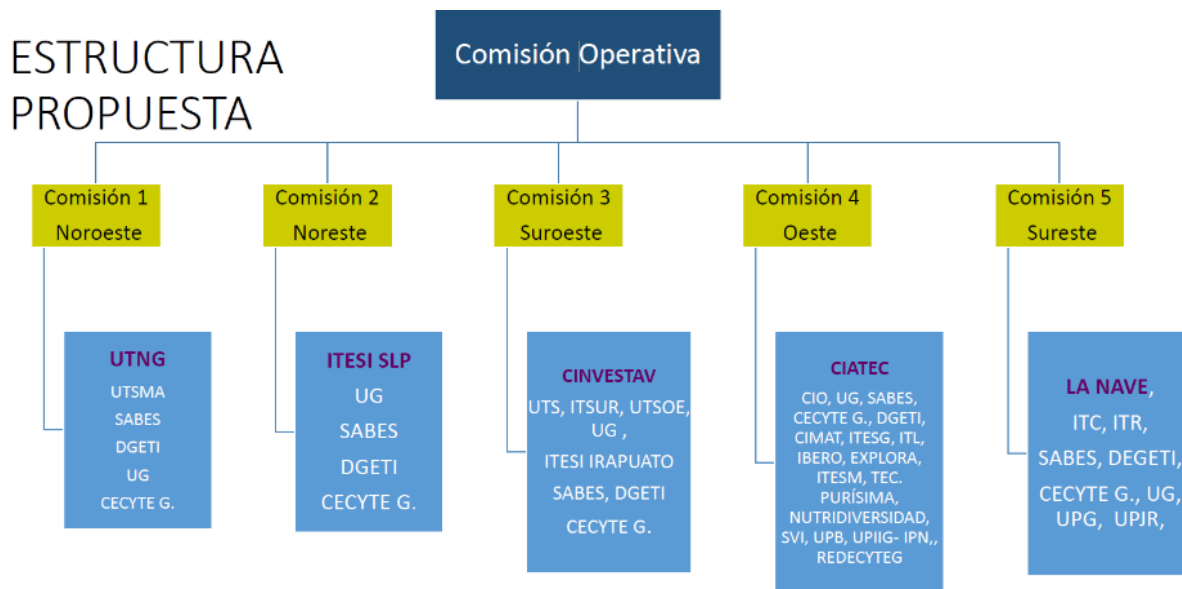 ESTRUCTURA
PROPUESTA
Comisión Operativa
Comisión 1
Noroeste
Comisión 2
Noreste
Comisión 3
Suroeste
Comisión 4
Oeste
Comisión 5
Sureste
UTNG
UTSMA
SABES
DGETI
UG
CECYTE G.
ITESI SLP
UG
SABES
DGETI
CECYTE G.
CINVESTAV
UTS, ITSUR, UTSOE,
UG ,
ITESI IRAPUATO
SABES, DGETI
CECYTE G.
CIATEC
CIO, UG, SABES,
CECYTE G., DGETI,
CIMAT, ITESG, ITL,
IBERO, EXPLORA,
ITESM, TEC.
PURÍSIMA,
NUTRIDIVERSIDAD,
SVI, UPB, UPIIG- IPN,,
REDECYTEG
LA NAVE,
ITC, ITR,
SABES, DEGETI,
CECYTE G., UG,
UPG, UPJR,